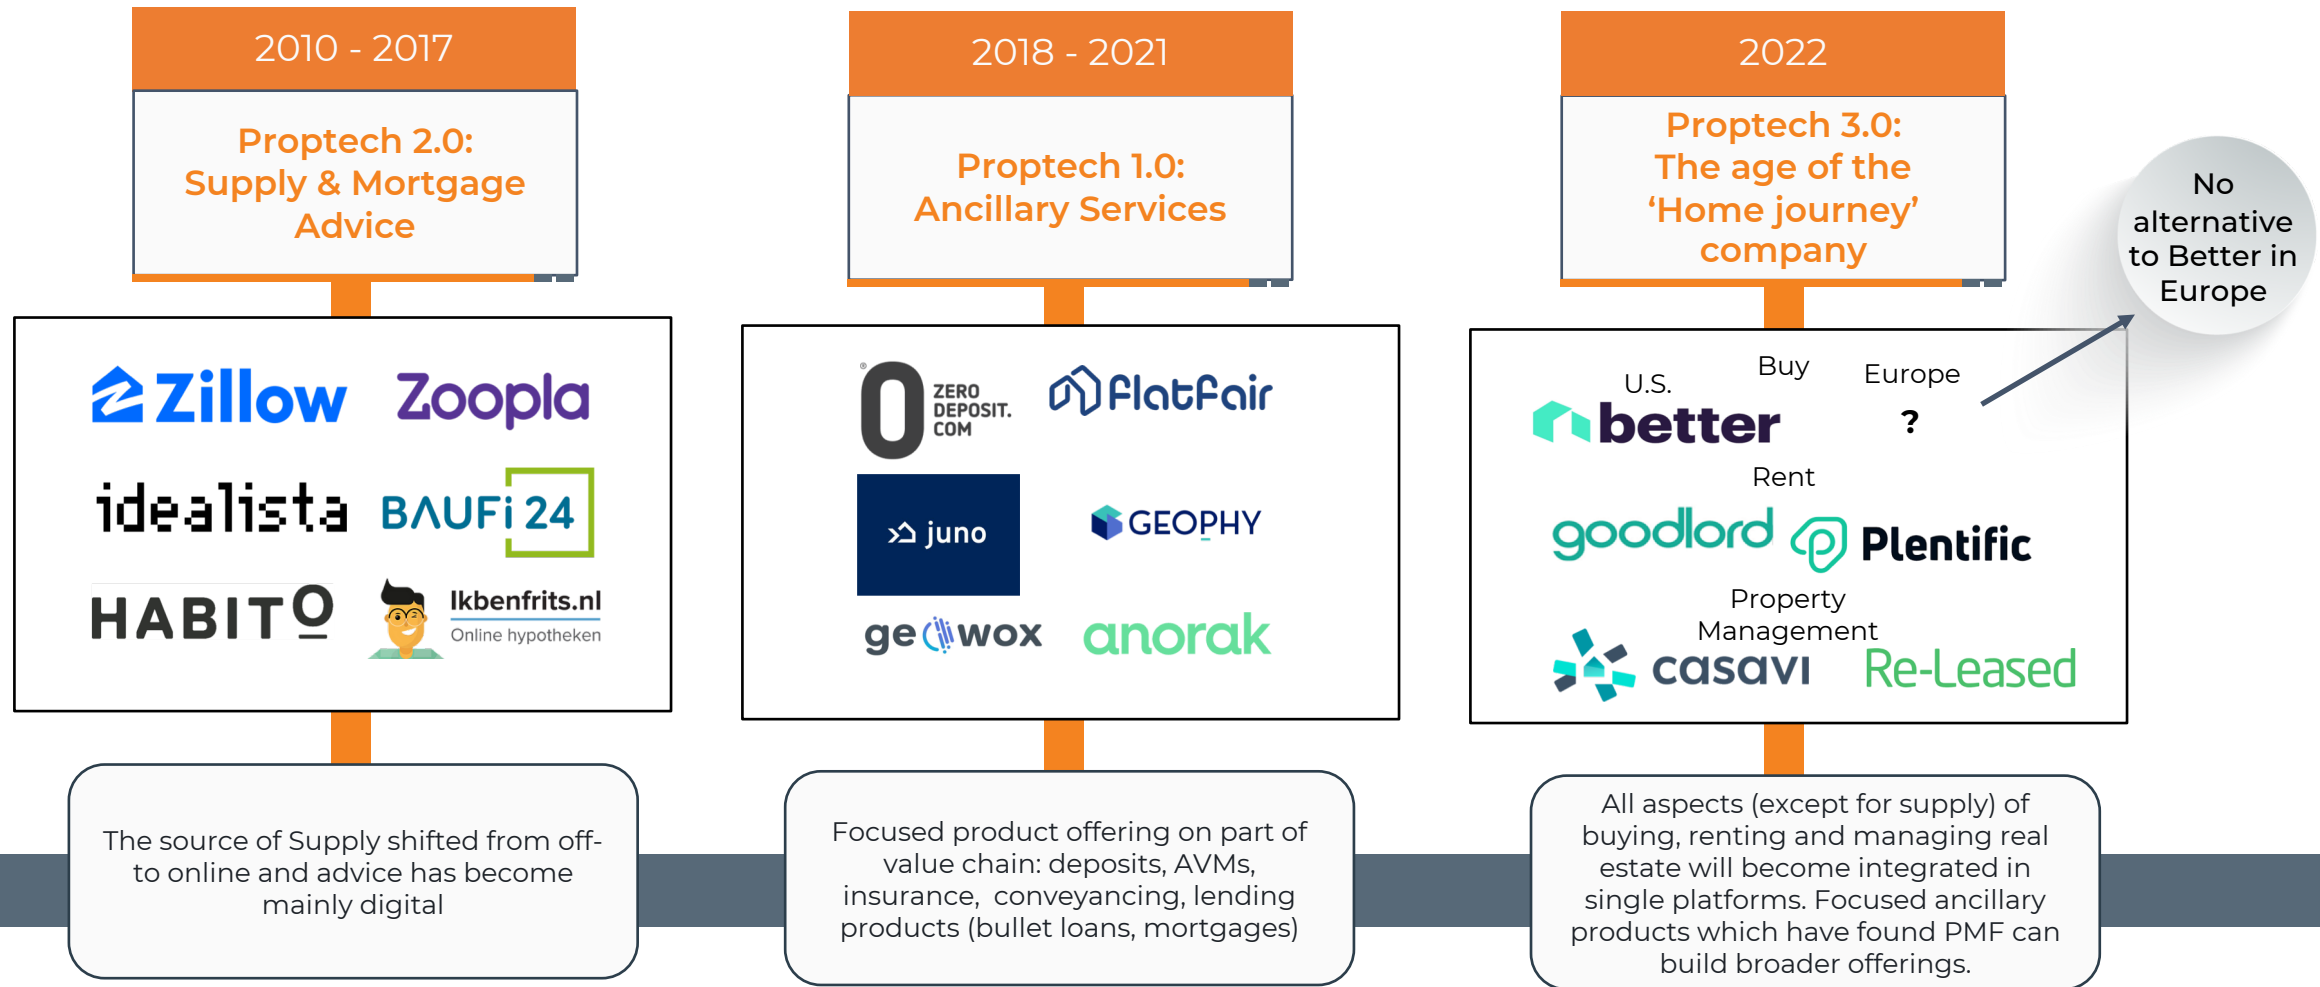 2010 - 2017
Proptech 2.0:
Supply & Mortgage
Advice
Zillow
Zoopla
idealista
BAUFi 24
HABITO
Ikbenfrits.nl
Online hypotheken
The source of Supply shifted from off-
to online and advice has become
mainly digital
2018 - 2021
Proptech 1.0:
Ancillary Services
ZERO
DEPOSIT.
COM
flatfair
juno
GEOPHY
geowox
anorak
Focused product offering on part of
value chain: deposits, AVMs,
insurance, conveyancing, lending
products (bullet loans, mortgages)
2022
Proptech 3.0:
The age of the
‘Home journey’
company
Buy
U.S.
Europe
better
?
Rent
goodlord
Plentific
Property
Management
casavi
Re-Leased
All aspects (except for supply) of
buying, renting and managing real
estate will become integrated in
single platforms. Focused ancillary
products which have found PMF can
build broader offerings.
No
alternative
to Better in
Europe